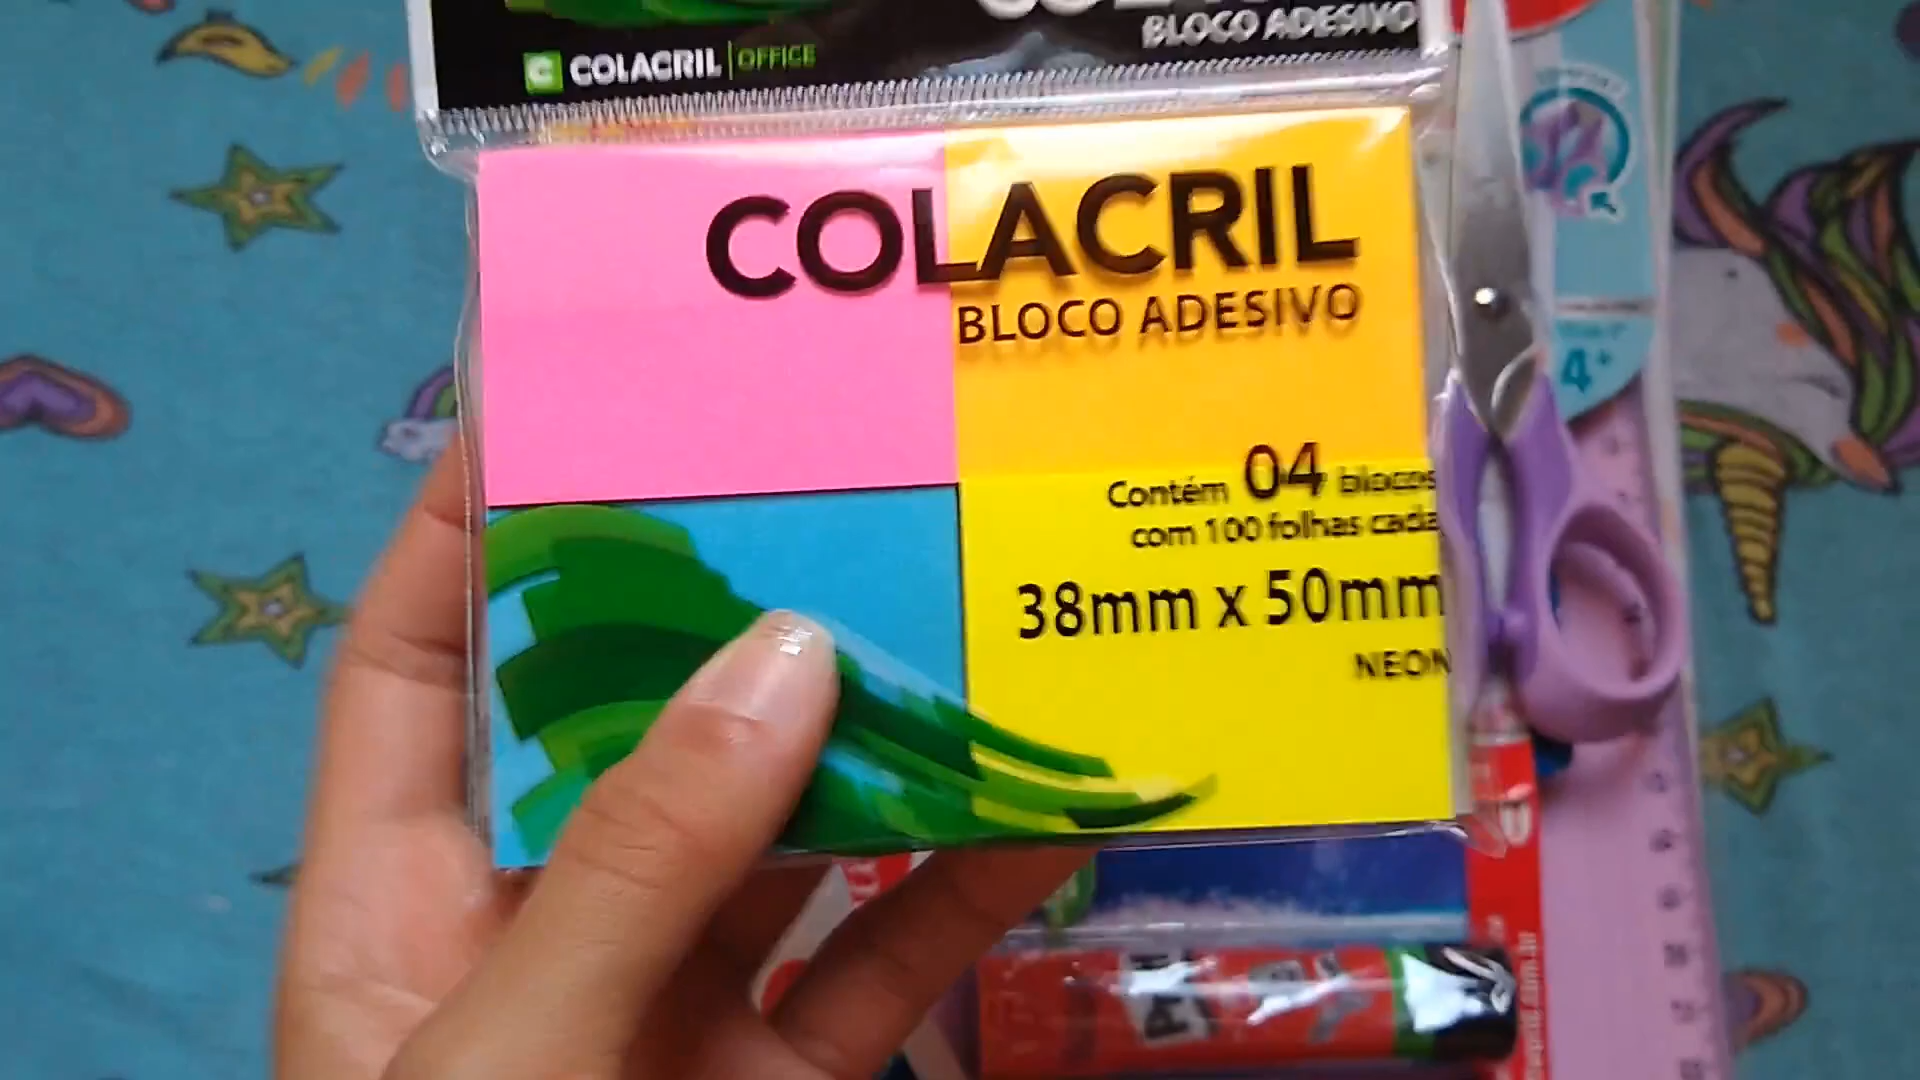 BLOCO ADESIVO
COLACRIL OFFICE
COLACRIL
BLOCO ADESIVO
Contém 04 blocos
com 100 folhas cada
38mm x 50mm
NEON
4+